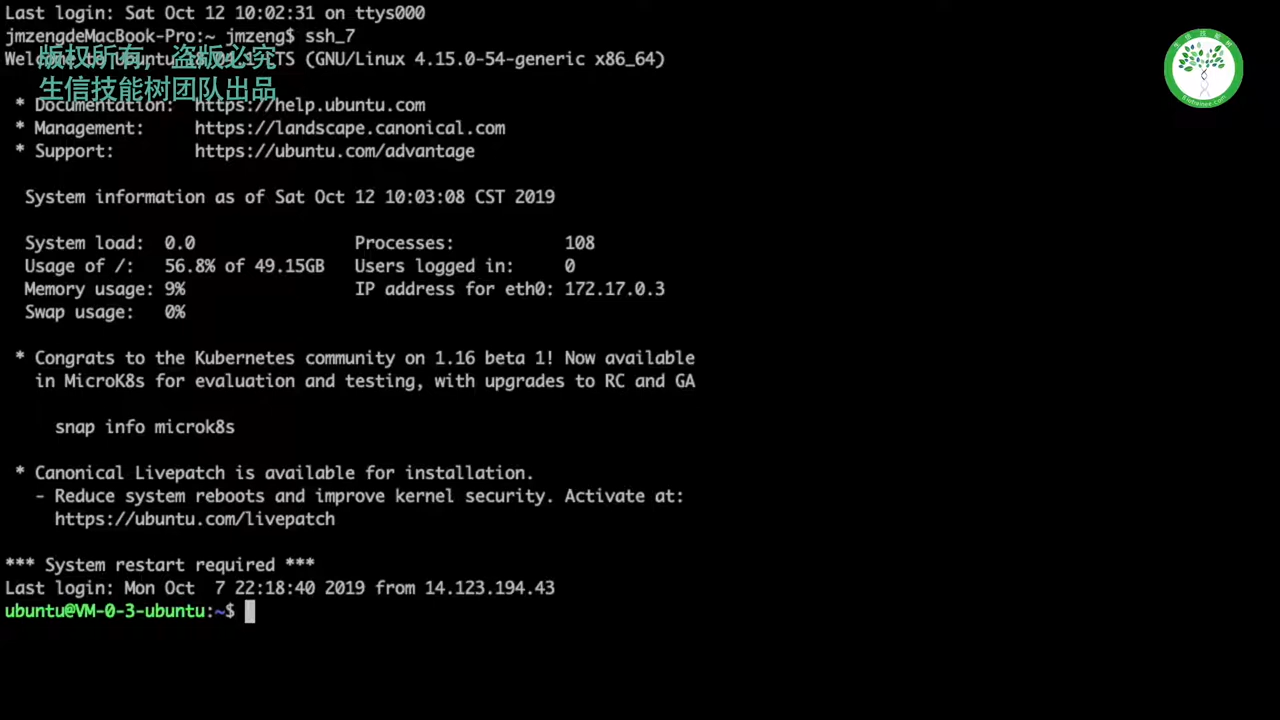 Last login: Sat Oct 12 10:02:31 on ttys000
jmzengdeMacBook-Pro:~ jmzeng$ ssh_7
Welcome to Ubuntu LTS (GNU/Linux 4.15.0-54-generic x86_64)
版权所有，盗版必究
生信技能树团队出品
* Documentation: https://help.ubuntu.com
* Management: https://landscape.canonical.com
* Support: https://ubuntu.com/advantage
System information as of Sat Oct 12 10:03:08 CST 2019
System load: 0.0 Processes: 108
Usage of /: 56.8% of 49.15GB Users logged in: 0
Memory usage: 9% IP address for eth0: 172.17.0.3
Swap usage: 0%
* Congrats to the Kubernetes community on 1.16 beta 1! Now available
in MicroK8s for evaluation and testing, with upgrades to RC and GA
snap info microk8s
* Canonical Livepatch is available for installation.
- Reduce system reboots and improve kernel security. Activate at:
https://ubuntu.com/livepatch
*** System restart required ***
Last login: Mon Oct 7 22:18:40 2019 from 14.123.194.43
ubuntu@VM-0-3-ubuntu:~$